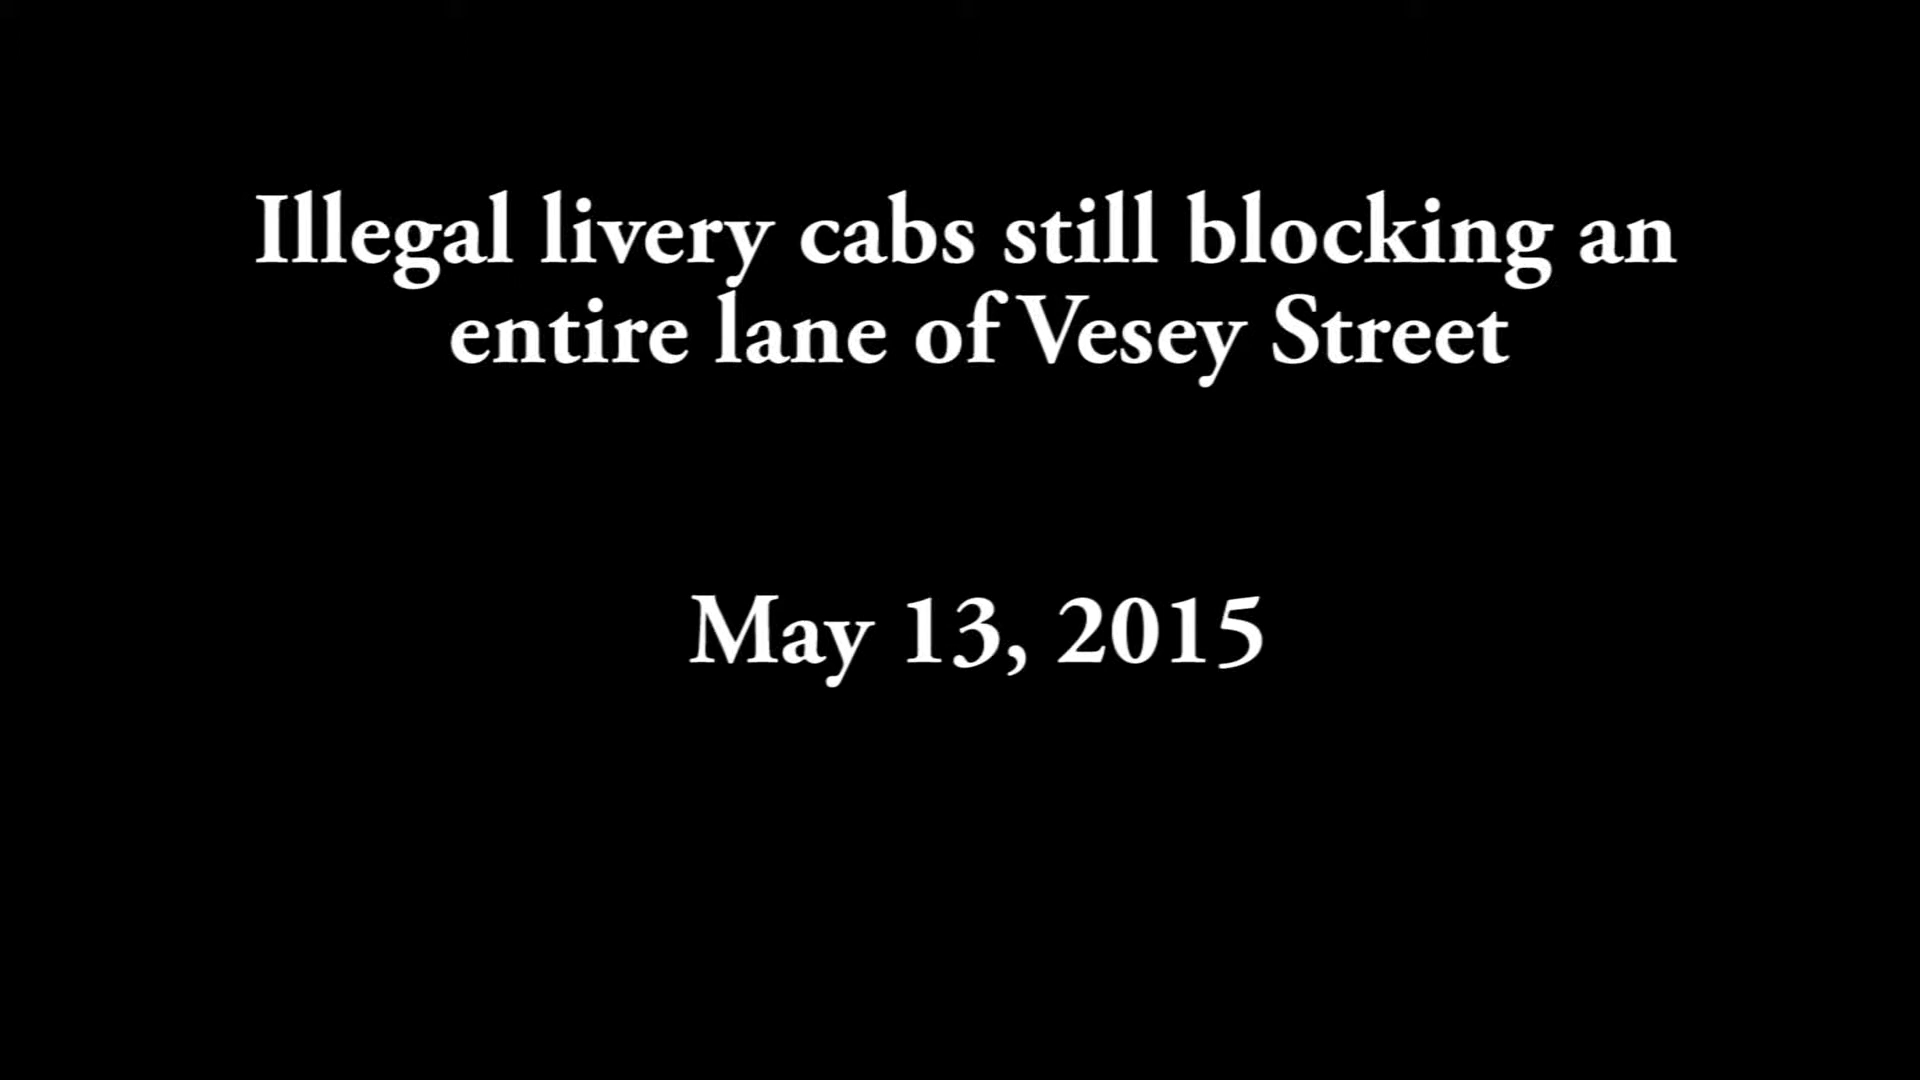 Illegal livery cabs still blocking an
entire lane of Vesey Street
May 13, 2015